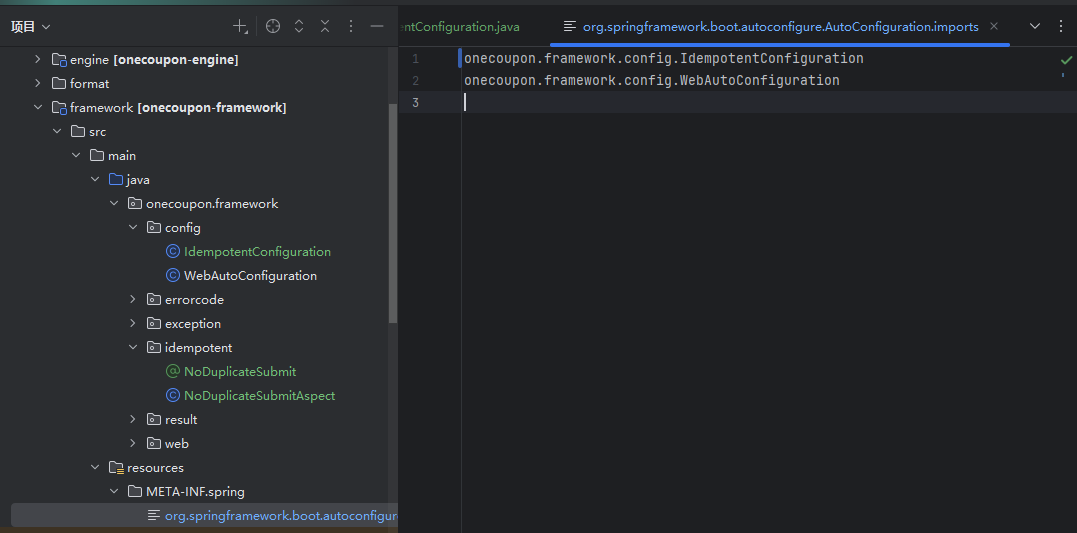 项目
engine [onecoupon-engine]
format
framework [onecoupon-framework]
src
main
java
onecoupon.framework
config
IdempotentConfiguration
WebAutoConfiguration
errorcode
exception
idempotent
NoDuplicateSubmit
NoDuplicateSubmitAspect
result
web
resources
META-INF.spring
org.springframework.boot.autoconfigur
entConfiguration.java
org.springframework.boot.autoconfigure.AutoConfiguration.imports
1 onecoupon.framework.config.IdempotentConfiguration
2 onecoupon.framework.config.WebAutoConfiguration
3